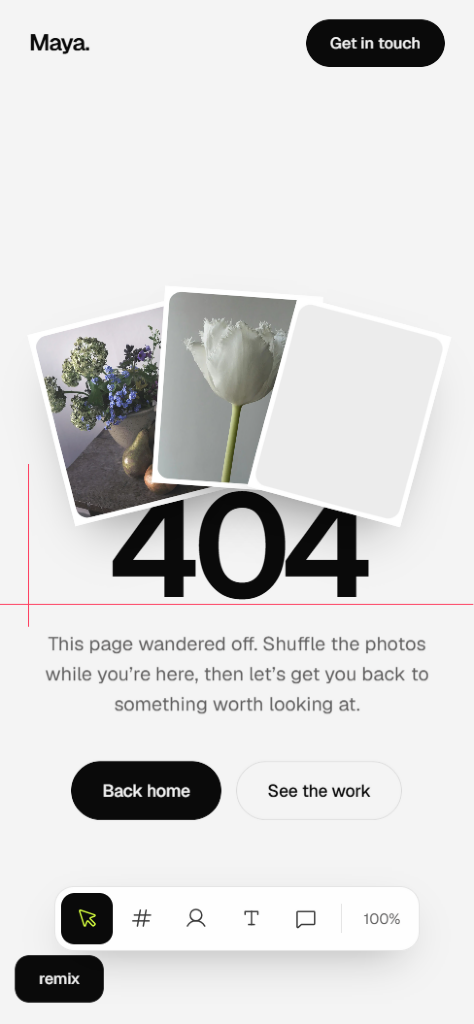 Maya.
Get in touch
404
This page wandered off. Shuffle the photos
while you’re here, then let’s get you back to
something worth looking at.
Back home
See the work
T
100%
remix